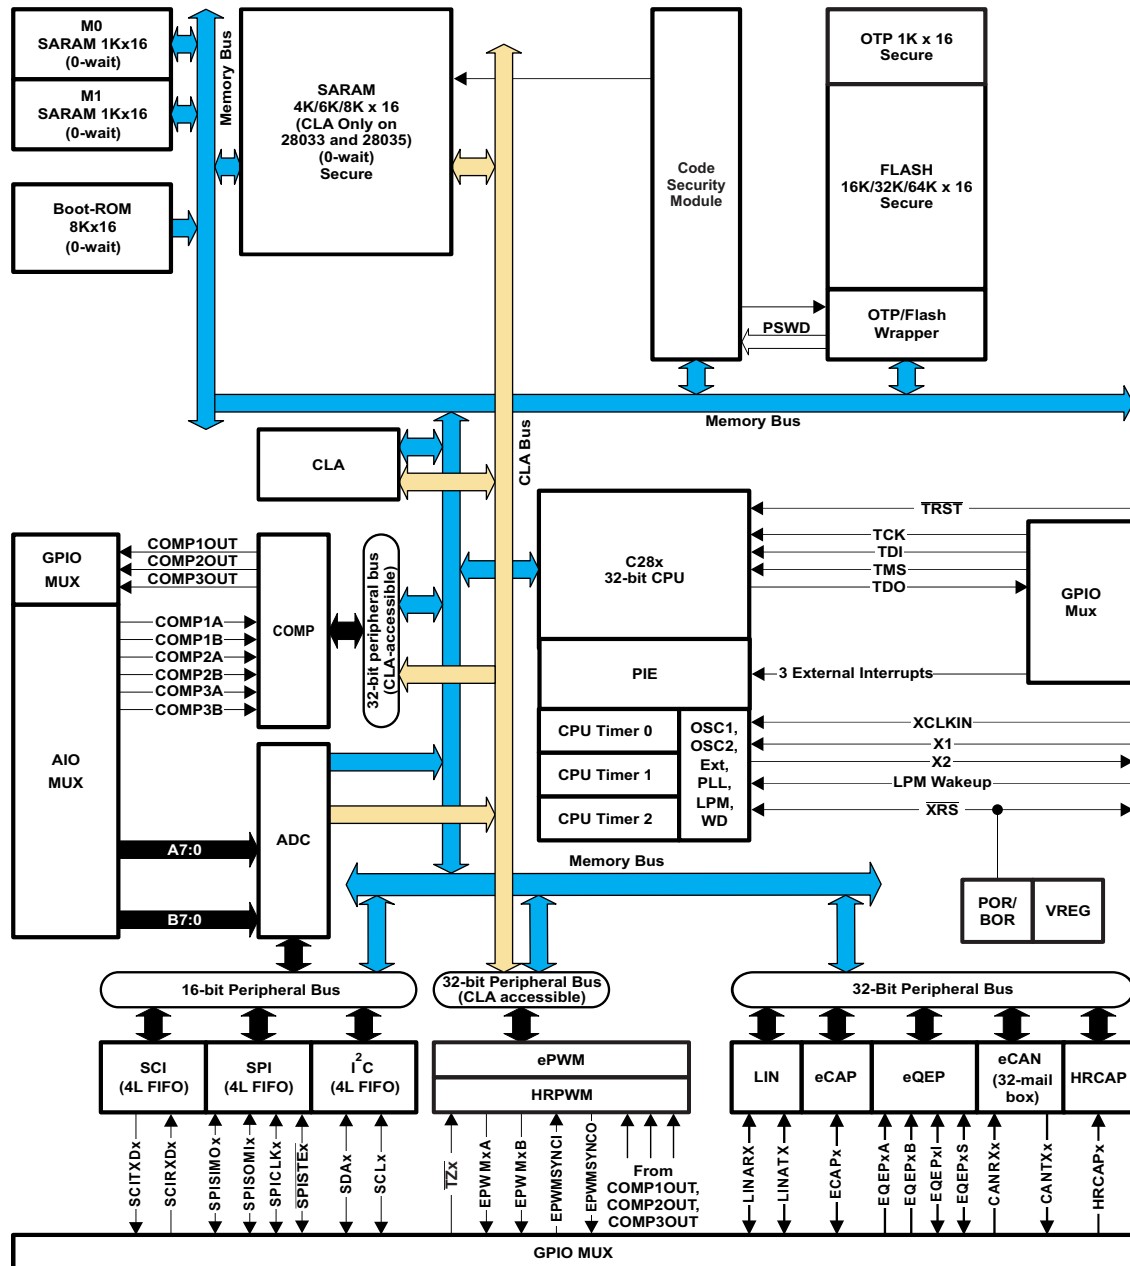 M0
SARAM 1Kx16
(0-wait)
M1
SARAM 1Kx16
(0-wait)
Boot-ROM
8Kx16
(0-wait)
Memory Bus
SARAM
4K/6K/8K x 16
(CLA Only on
28033 and 28035)
(0-wait)
Secure
Code
Security
Module
OTP 1K x 16
Secure
FLASH
16K/32K/64K x 16
Secure
OTP/Flash
Wrapper
PSWD
Memory Bus
CLA Bus
CLA
C28x
32-bit CPU
TRST
TCK
TDI
TMS
TDO
GPIO
Mux
GPIO
MUX
COMP1OUT
COMP2OUT
COMP3OUT
COMP1A
COMP1B
COMP2A
COMP2B
COMP3A
COMP3B
COMP
32-bit peripheral bus
(CLA-accessible)
PIE
3 External Interrupts
AIO
MUX
CPU Timer 0
CPU Timer 1
CPU Timer 2
OSC1,
OSC2,
Ext,
PLL,
LPM,
WD
XCLKIN
X1
X2
LPM Wakeup
XRS
A7:0
B7:0
ADC
Memory Bus
POR/
BOR
VREG
16-bit Peripheral Bus
32-bit Peripheral Bus
(CLA accessible)
32-Bit Peripheral Bus
SCI
(4L FIFO)
SPI
(4L FIFO)
I2C
(4L FIFO)
ePWM
HRPWM
LIN
eCAP
eQEP
eCAN
(32-mail
box)
HRCAP
SCITXDx
SCIRXDx
SPISIMOx
SPISOMIx
SPICLKx
SPISTEx
SDAx
SCLx
TZx
EPWMxA
EPWMxB
EPWMSYNCI
EPWMSYNCO
From
COMP1OUT,
COMP2OUT,
COMP3OUT
LINARX
LINATX
ECAPx
EQEPxA
EQEPxB
EQEPxI
EQEPxS
CANRXx
CANTXx
HRCAPx
GPIO MUX